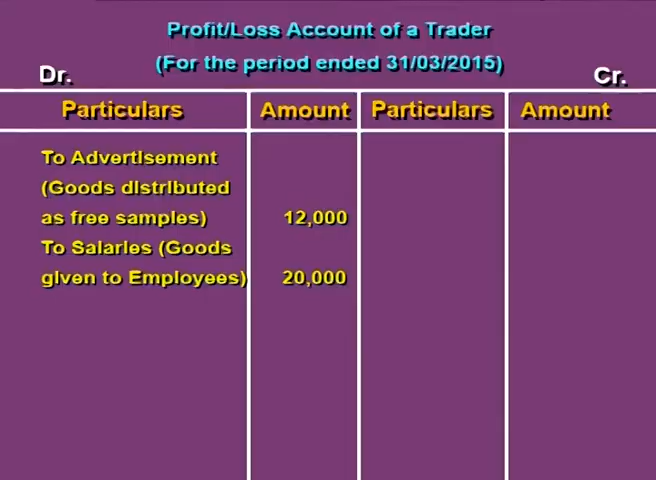 Profit/Loss Account of a Trader
(For the period ended 31/03/2015)
Dr.
Cr.
Particulars Amount Particulars Amount
To Advertisement
(Goods distributed
as free samples) 12,000
To Salaries (Goods
given to Employees) 20,000